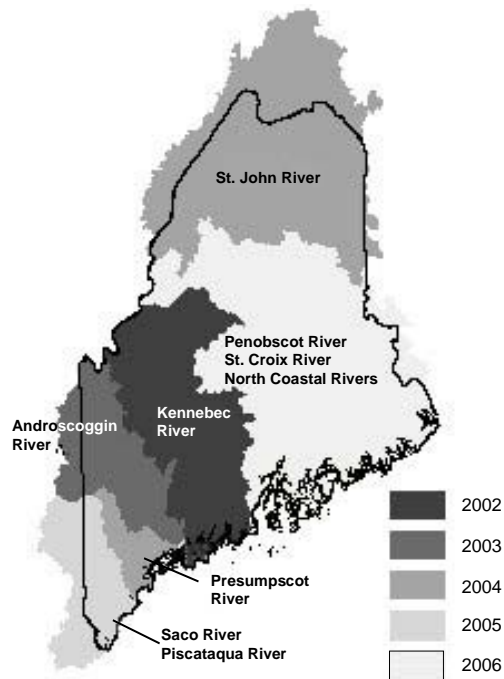 St. John River
Penobscot River
St. Croix River
North Coastal Rivers
Kennebec
River
Androscoggin
River
Presumpscot
River
Saco River
Piscataqua River
2002
2003
2004
2005
2006